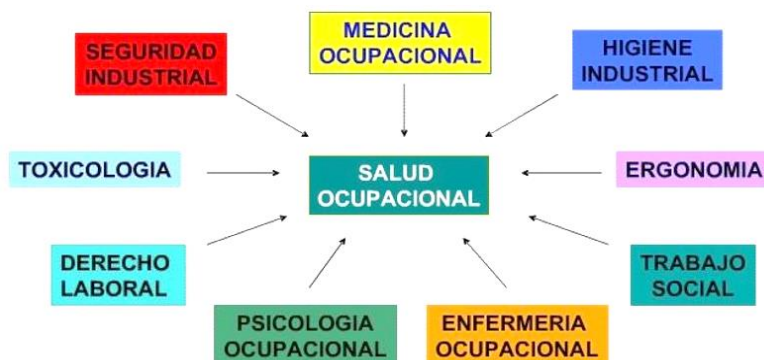 MEDICINA
OCUPACIONAL
SEGURIDAD
INDUSTRIAL
HIGIENE
INDUSTRIAL
TOXICOLOGIA
SALUD
OCUPACIONAL
ERGONOMIA
DERECHO
LABORAL
TRABAJO
SOCIAL
PSICOLOGIA
OCUPACIONAL
ENFERMERIA
OCUPACIONAL